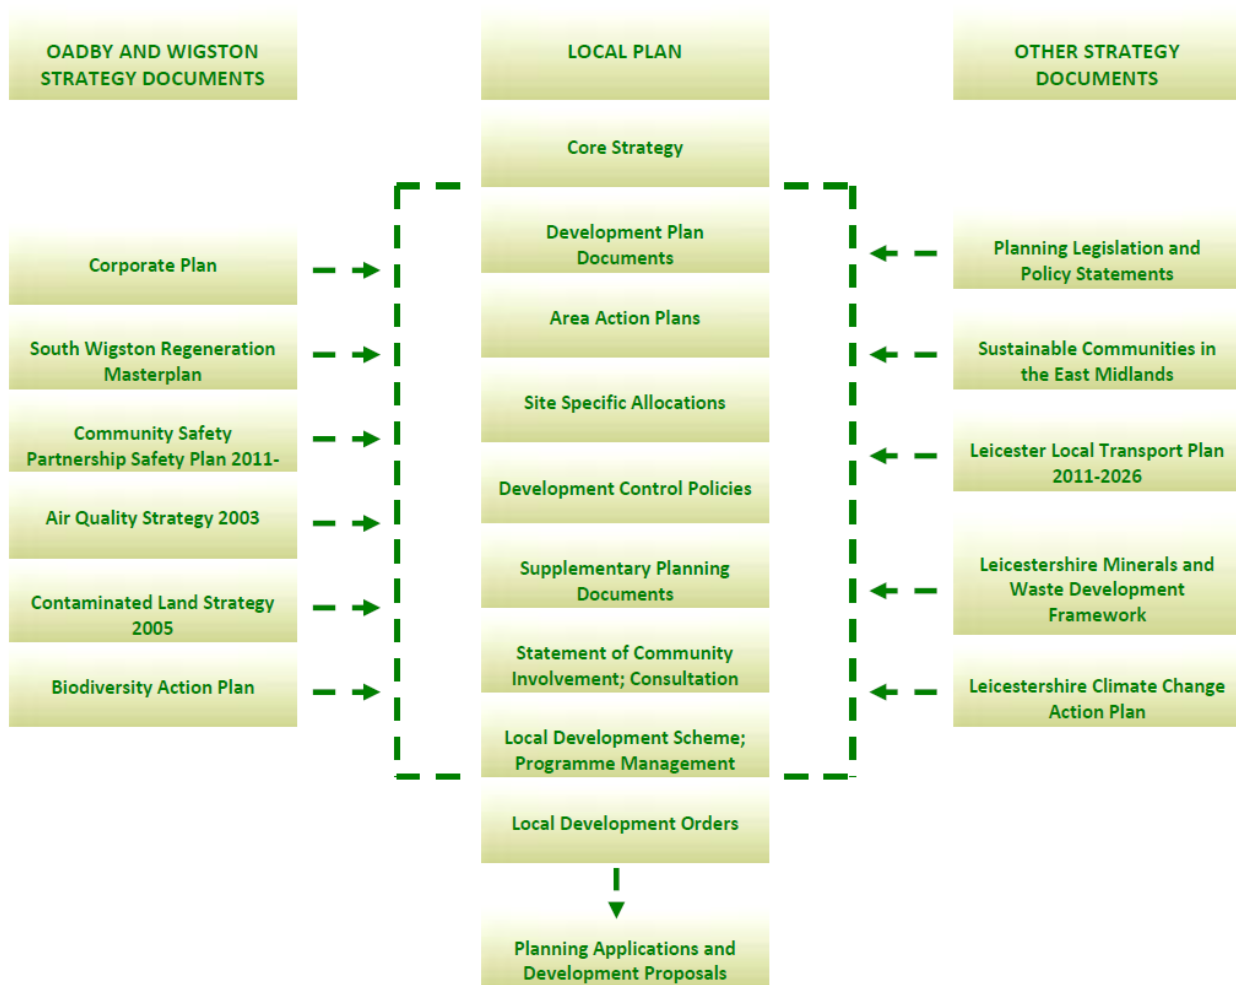 OADBY AND WIGSTON
STRATEGY DOCUMENTS
Corporate Plan
South Wigston Regeneration
Masterplan
Community Safety
Partnership Safety Plan 2011-
Air Quality Strategy 2003
Contaminated Land Strategy
2005
Biodiversity Action Plan
LOCAL PLAN
Core Strategy
Development Plan
Documents
Area Action Plans
Site Specific Allocations
Development Control Policies
Supplementary Planning
Documents
Statement of Community
Involvement; Consultation
Local Development Scheme;
Programme Management
Local Development Orders
Planning Applications and
Development Proposals
OTHER STRATEGY
DOCUMENTS
Planning Legislation and
Policy Statements
Sustainable Communities in
the East Midlands
Leicester Local Transport Plan
2011-2026
Leicestershire Minerals and
Waste Development
Framework
Leicestershire Climate Change
Action Plan